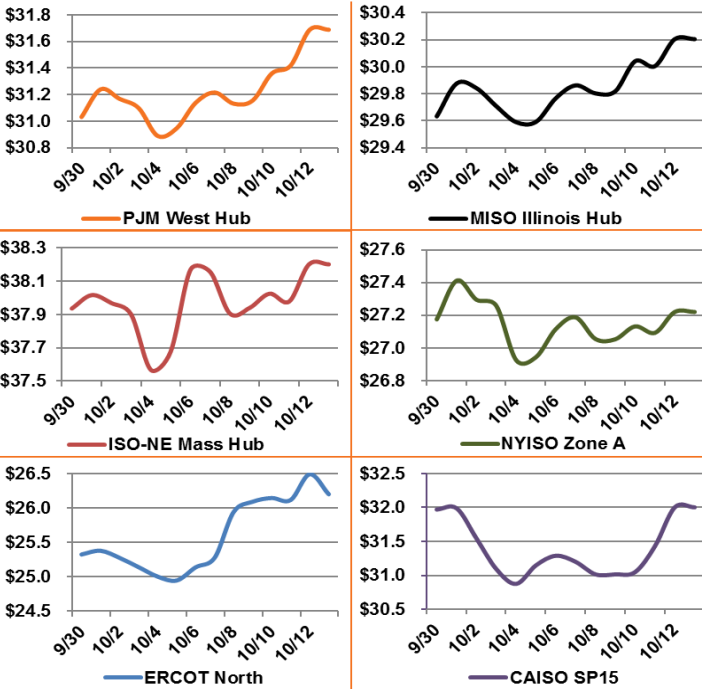 $31.8
$31.6
$31.4
$31.2
$31.0
$30.8
9/30 10/2 10/4 10/6 10/8 10/10 10/12
PJM West Hub
$30.2
$30.0
$29.8
$29.6
$29.4
9/30 10/2 10/4 10/6 10/8 10/10 10/12
MISO Illinois Hub
$38.3
$38.1
$37.9
$37.7
$37.5
9/30 10/2 10/4 10/6 10/8 10/10 10/12
ISO-NE Mass Hub
$27.6
$27.4
$27.2
$27.0
$26.8
9/30 10/2 10/4 10/6 10/8 10/10 10/12
NYISO Zone A
$26.5
$26.0
$25.5
$25.0
$24.5
9/30 10/2 10/4 10/6 10/8 10/10 10/12
ERCOT North
$32.5
$32.0
$31.5
$31.0
$30.5
9/30 10/2 10/4 10/6 10/8 10/10 10/12
CAISO SP15